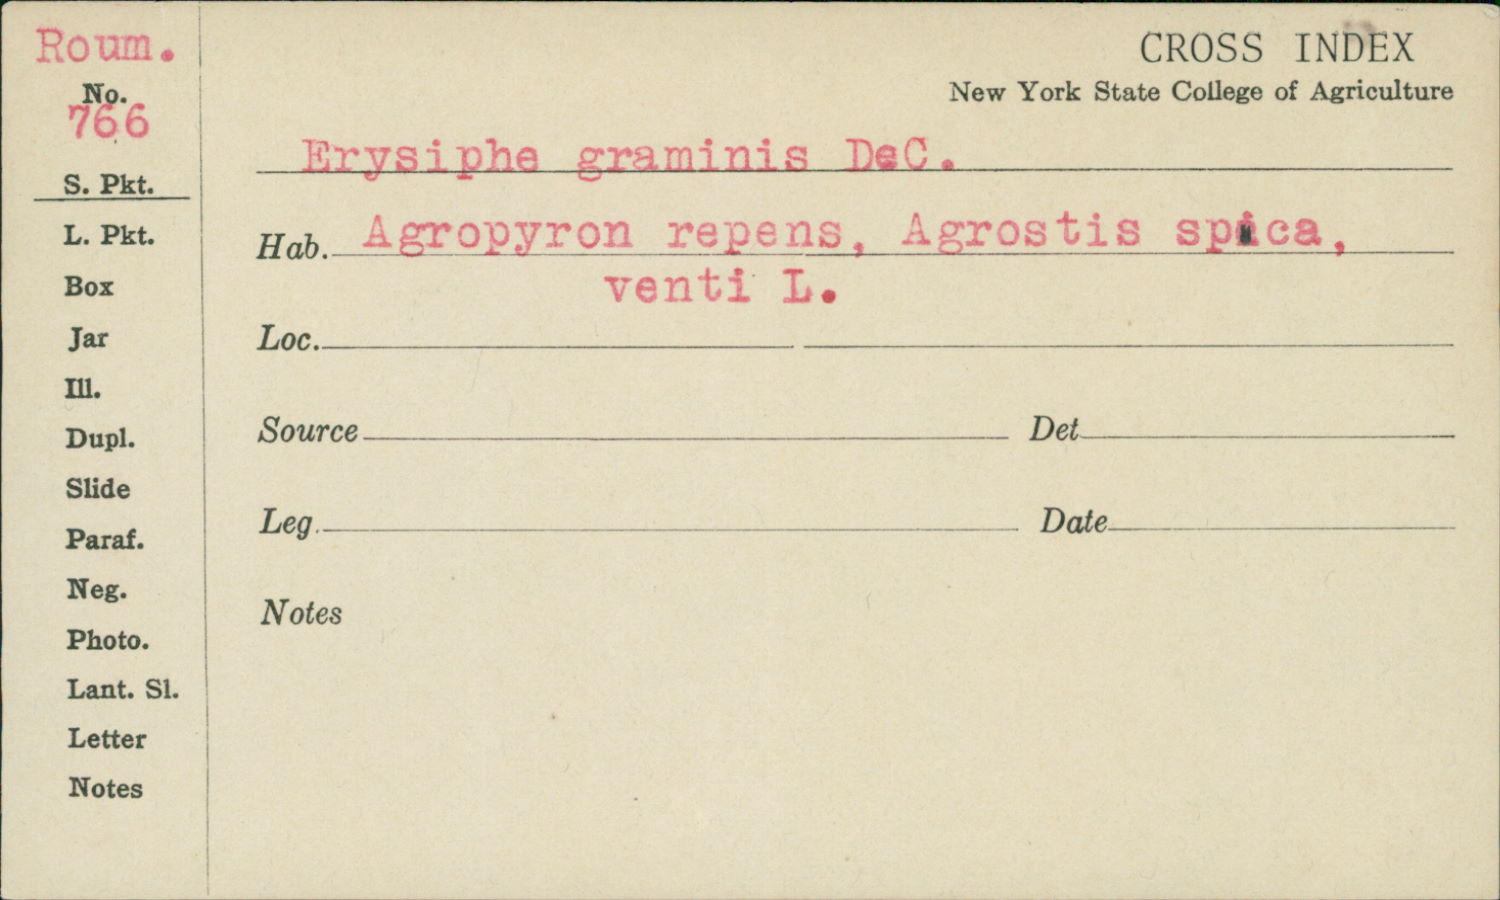 Roum.
No.
766
S. Pkt.
L. Pkt.
Box
Jar
Ill.
Dupl.
Slide
Paraf.
Neg.
Photo.
Lant. Sl.
Letter
Notes
CROSS INDEX
New York State College of Agriculture
Erysiphe graminis DeC.
Hab. Agropyron repens, Agrostis spica,
venti L.
Loc.
Source Det
Leg. Date
Notes